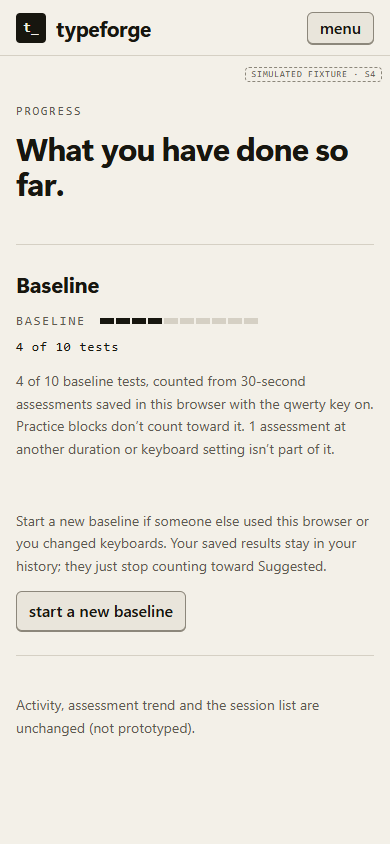 t_ typeforge
menu
SIMULATED FIXTURE · S4
PROGRESS
What you have done so
far.
Baseline
BASELINE
4 of 10 tests
4 of 10 baseline tests, counted from 30-second
assessments saved in this browser with the qwerty key on.
Practice blocks don’t count toward it. 1 assessment at
another duration or keyboard setting isn’t part of it.
Start a new baseline if someone else used this browser or
you changed keyboards. Your saved results stay in your
history; they just stop counting toward Suggested.
start a new baseline
Activity, assessment trend and the session list are
unchanged (not prototyped).